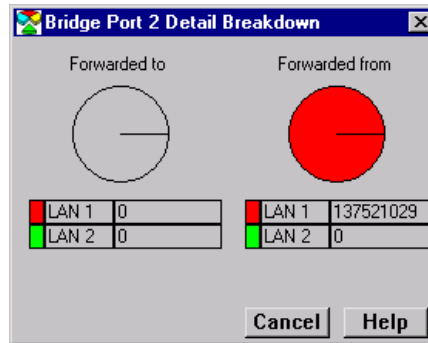 Bridge Port 2 Detail Breakdown
Forwarded to
Forwarded from
LAN 1 0
LAN 2 0
LAN 1 137521029
LAN 2 0
Cancel
Help